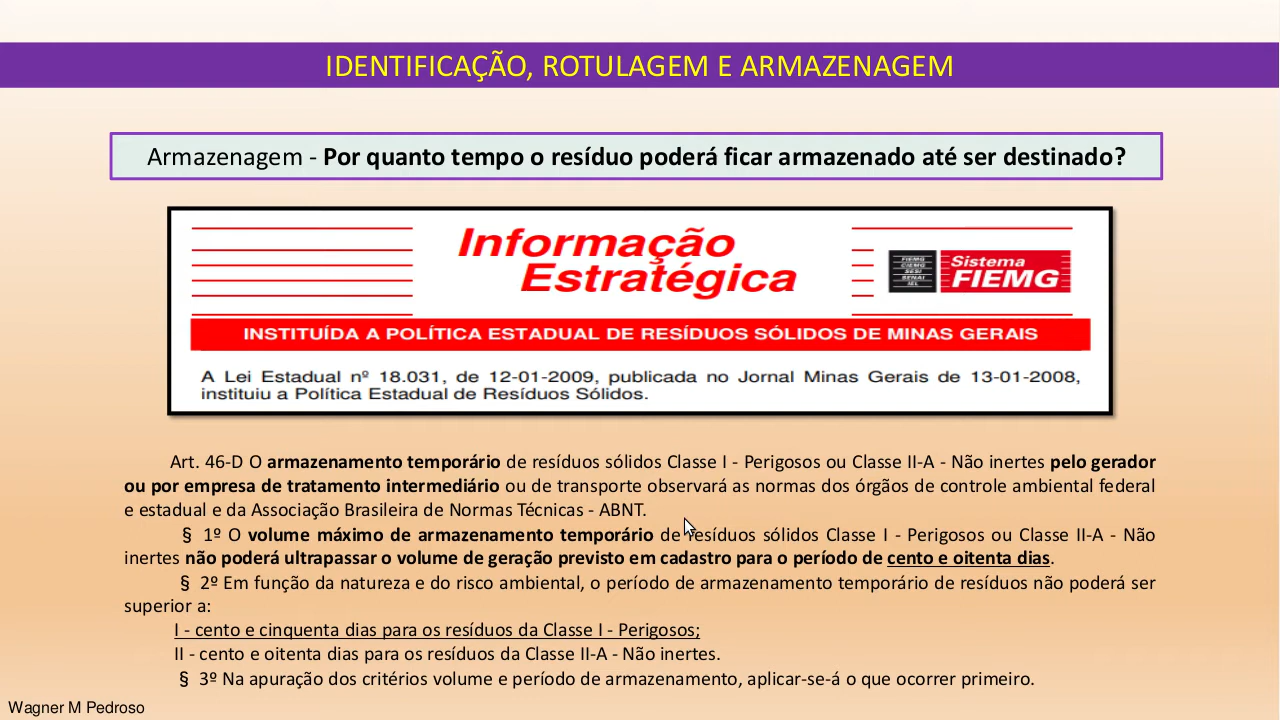 IDENTIFICAÇÃO, ROTULAGEM E ARMAZENAGEM
Armazenagem - Por quanto tempo o resíduo poderá ficar armazenado até ser destinado?
Informação
Estratégica
FIEMG
CIEMG
SESI
SENAI
IEL
Sistema
FIEMG
INSTITUÍDA A POLÍTICA ESTADUAL DE RESÍDUOS SÓLIDOS DE MINAS GERAIS
A Lei Estadual nº 18.031, de 12-01-2009, publicada no Jornal Minas Gerais de 13-01-2008,
instituiu a Política Estadual de Resíduos Sólidos.
Art. 46-D O armazenamento temporário de resíduos sólidos Classe I - Perigosos ou Classe II-A - Não inertes pelo gerador
ou por empresa de tratamento intermediário ou de transporte observará as normas dos órgãos de controle ambiental federal
e estadual e da Associação Brasileira de Normas Técnicas - ABNT.
§ 1º O volume máximo de armazenamento temporário de resíduos sólidos Classe I - Perigosos ou Classe II-A - Não
inertes não poderá ultrapassar o volume de geração previsto em cadastro para o período de cento e oitenta dias.
§ 2º Em função da natureza e do risco ambiental, o período de armazenamento temporário de resíduos não poderá ser
superior a:
I - cento e cinquenta dias para os resíduos da Classe I - Perigosos;
II - cento e oitenta dias para os resíduos da Classe II-A - Não inertes.
§ 3º Na apuração dos critérios volume e período de armazenamento, aplicar-se-á o que ocorrer primeiro.
Wagner M Pedroso